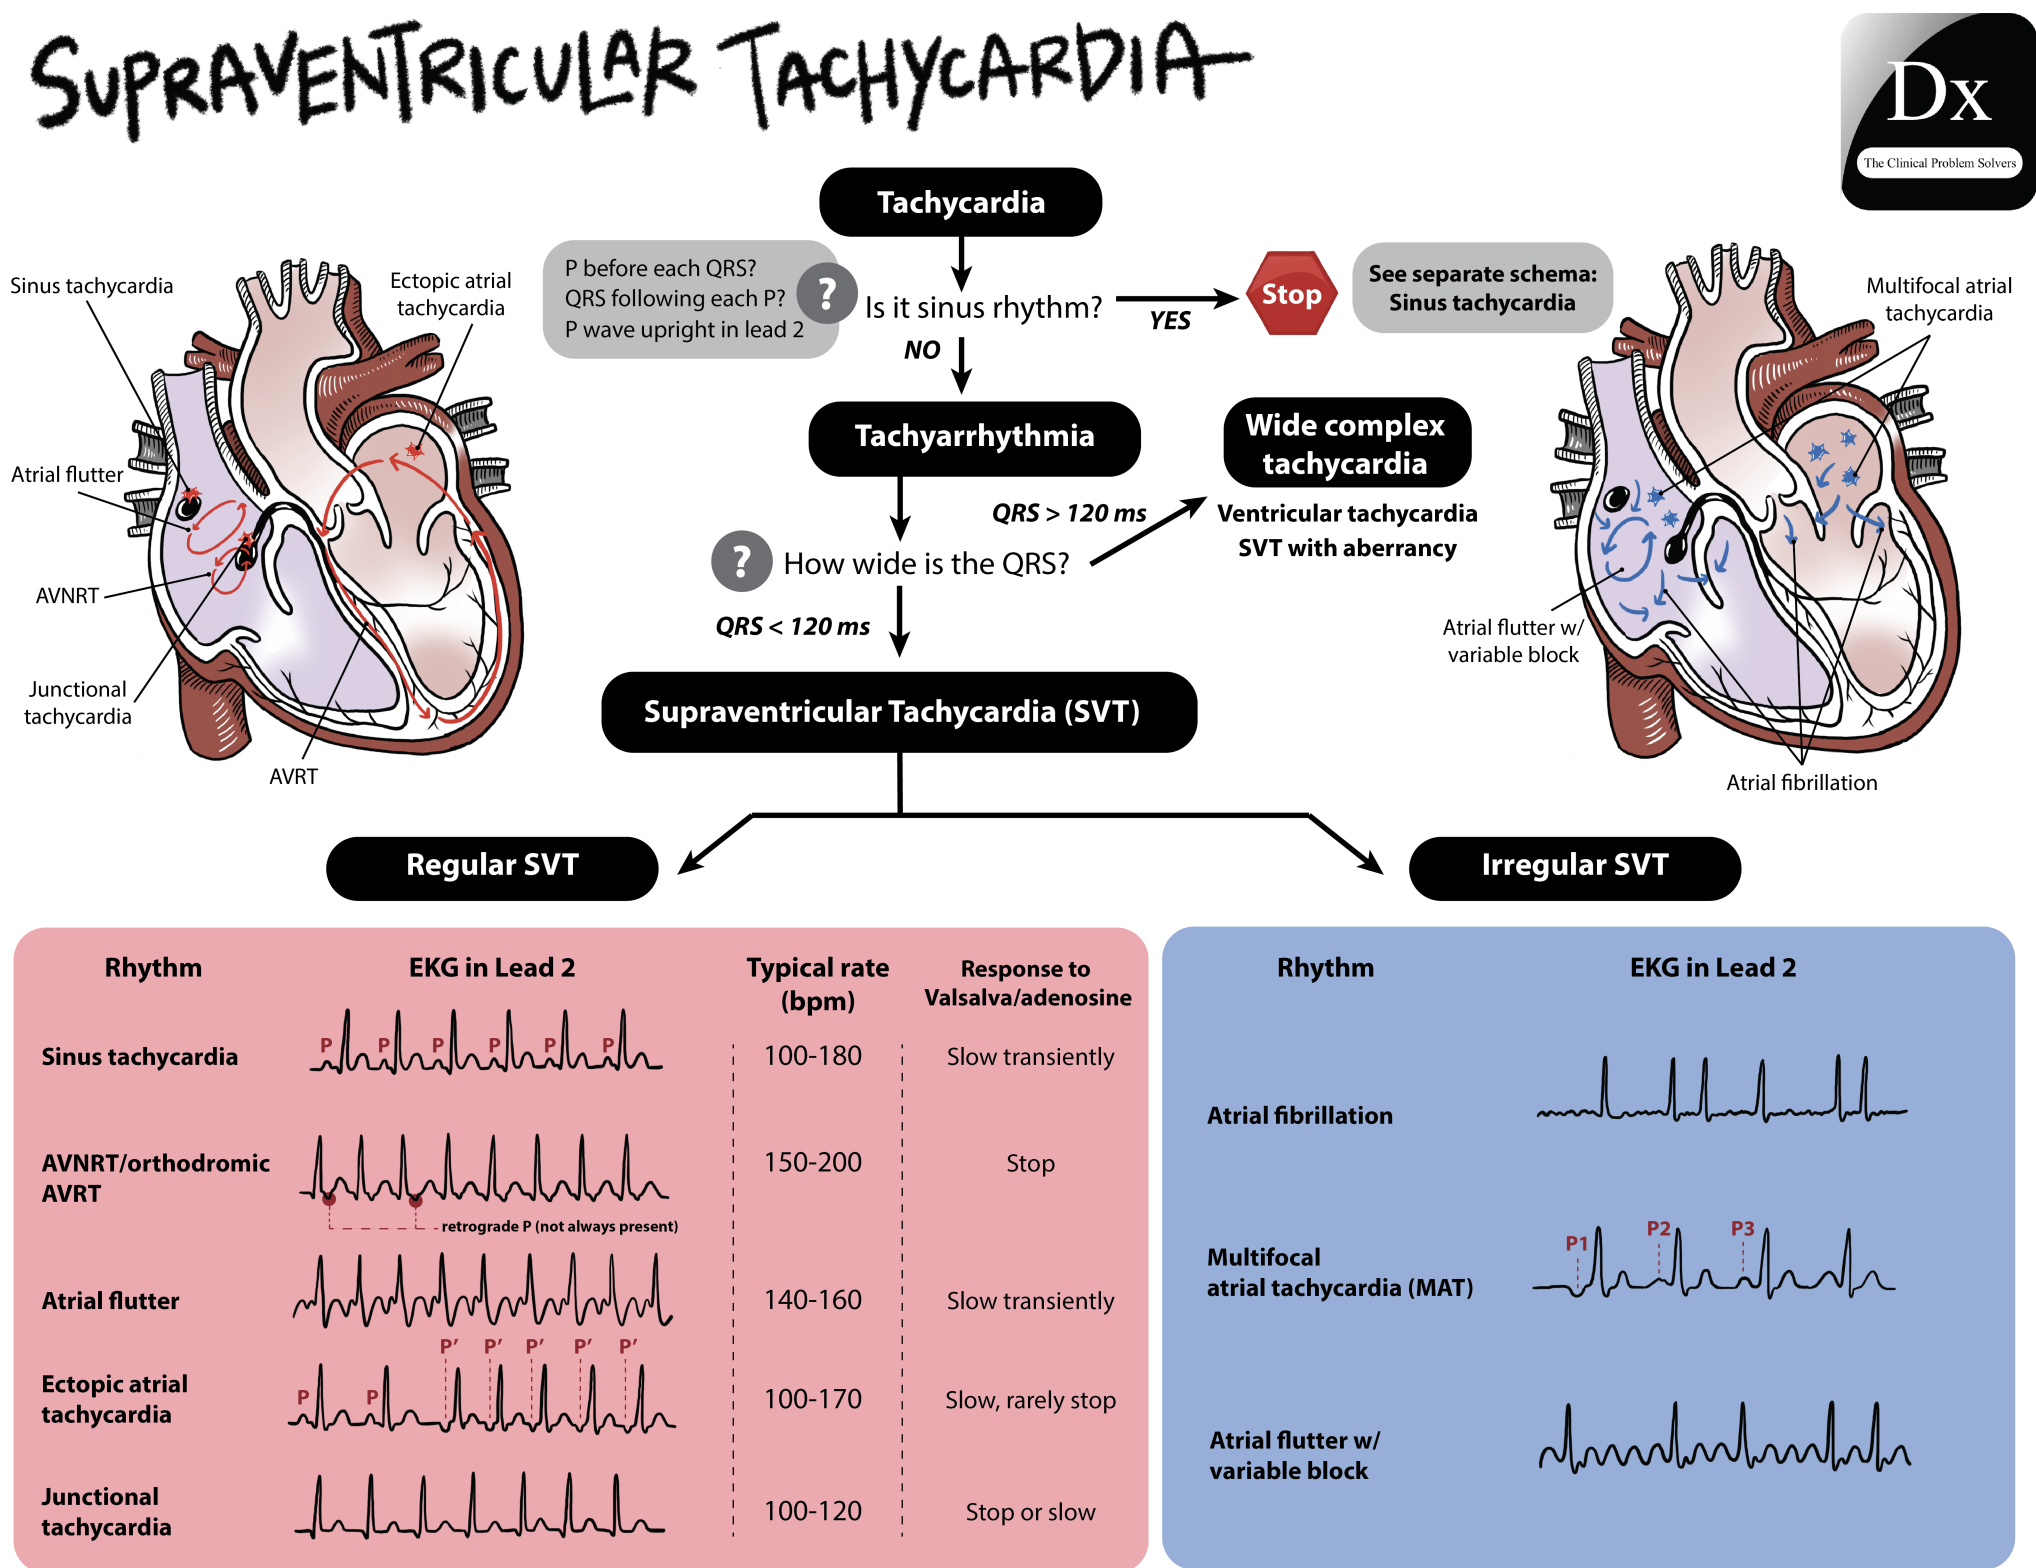 SUPRAVENTRICULAR TACHYCARDIA
Dx
The Clinical Problem Solvers
Tachycardia
P before each QRS?
QRS following each P?
P wave upright in lead 2
?
Is it sinus rhythm?
YES
Stop
See separate schema:
Sinus tachycardia
NO
Tachyarrhythmia
Wide complex
tachycardia
QRS > 120 ms
Ventricular tachycardia
SVT with aberrancy
?
How wide is the QRS?
QRS < 120 ms
Supraventricular Tachycardia (SVT)
Sinus tachycardia
Ectopic atrial
tachycardia
Atrial flutter
AVNRT
Junctional
tachycardia
AVRT
Multifocal atrial
tachycardia
Atrial flutter w/
variable block
Atrial fibrillation
Regular SVT
Irregular SVT
Rhythm
EKG in Lead 2
Typical rate
(bpm)
Response to
Valsalva/adenosine
Sinus tachycardia
P P P P P P
100-180
Slow transiently
AVNRT/orthodromic
AVRT
150-200
Stop
retrograde P (not always present)
Atrial flutter
140-160
Slow transiently
Ectopic atrial
tachycardia
P P P' P' P' P' P'
100-170
Slow, rarely stop
Junctional
tachycardia
100-120
Stop or slow
Rhythm
EKG in Lead 2
Atrial fibrillation
Multifocal
atrial tachycardia (MAT)
P1 P2 P3
Atrial flutter w/
variable block